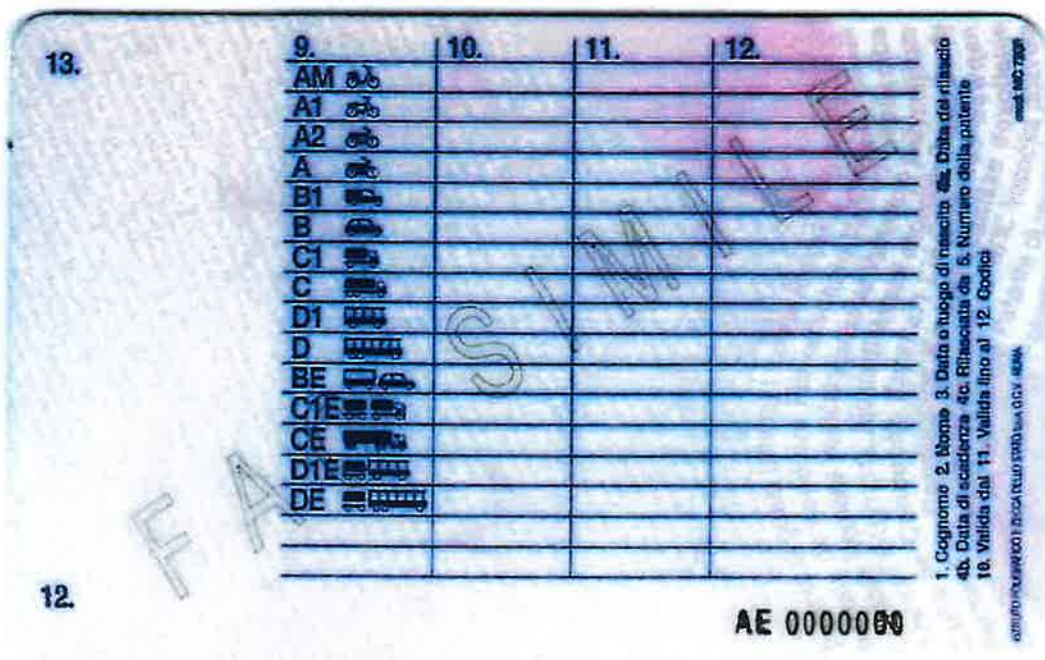 13.
9. 10. 11. 12.
AM
A1
A2
A
B1
B
C1
C
D1
D
BE
C1E
CE
D1E
DE
12.
FAC SIMILE
1. Cognome 2. Nome 3. Data e luogo di nascita 4a. Data del rilascio
4b. Data di scadenza 4c. Rilasciata da 5. Numero della patente
10. Valida dal 11. Valida fino al 12. Codici